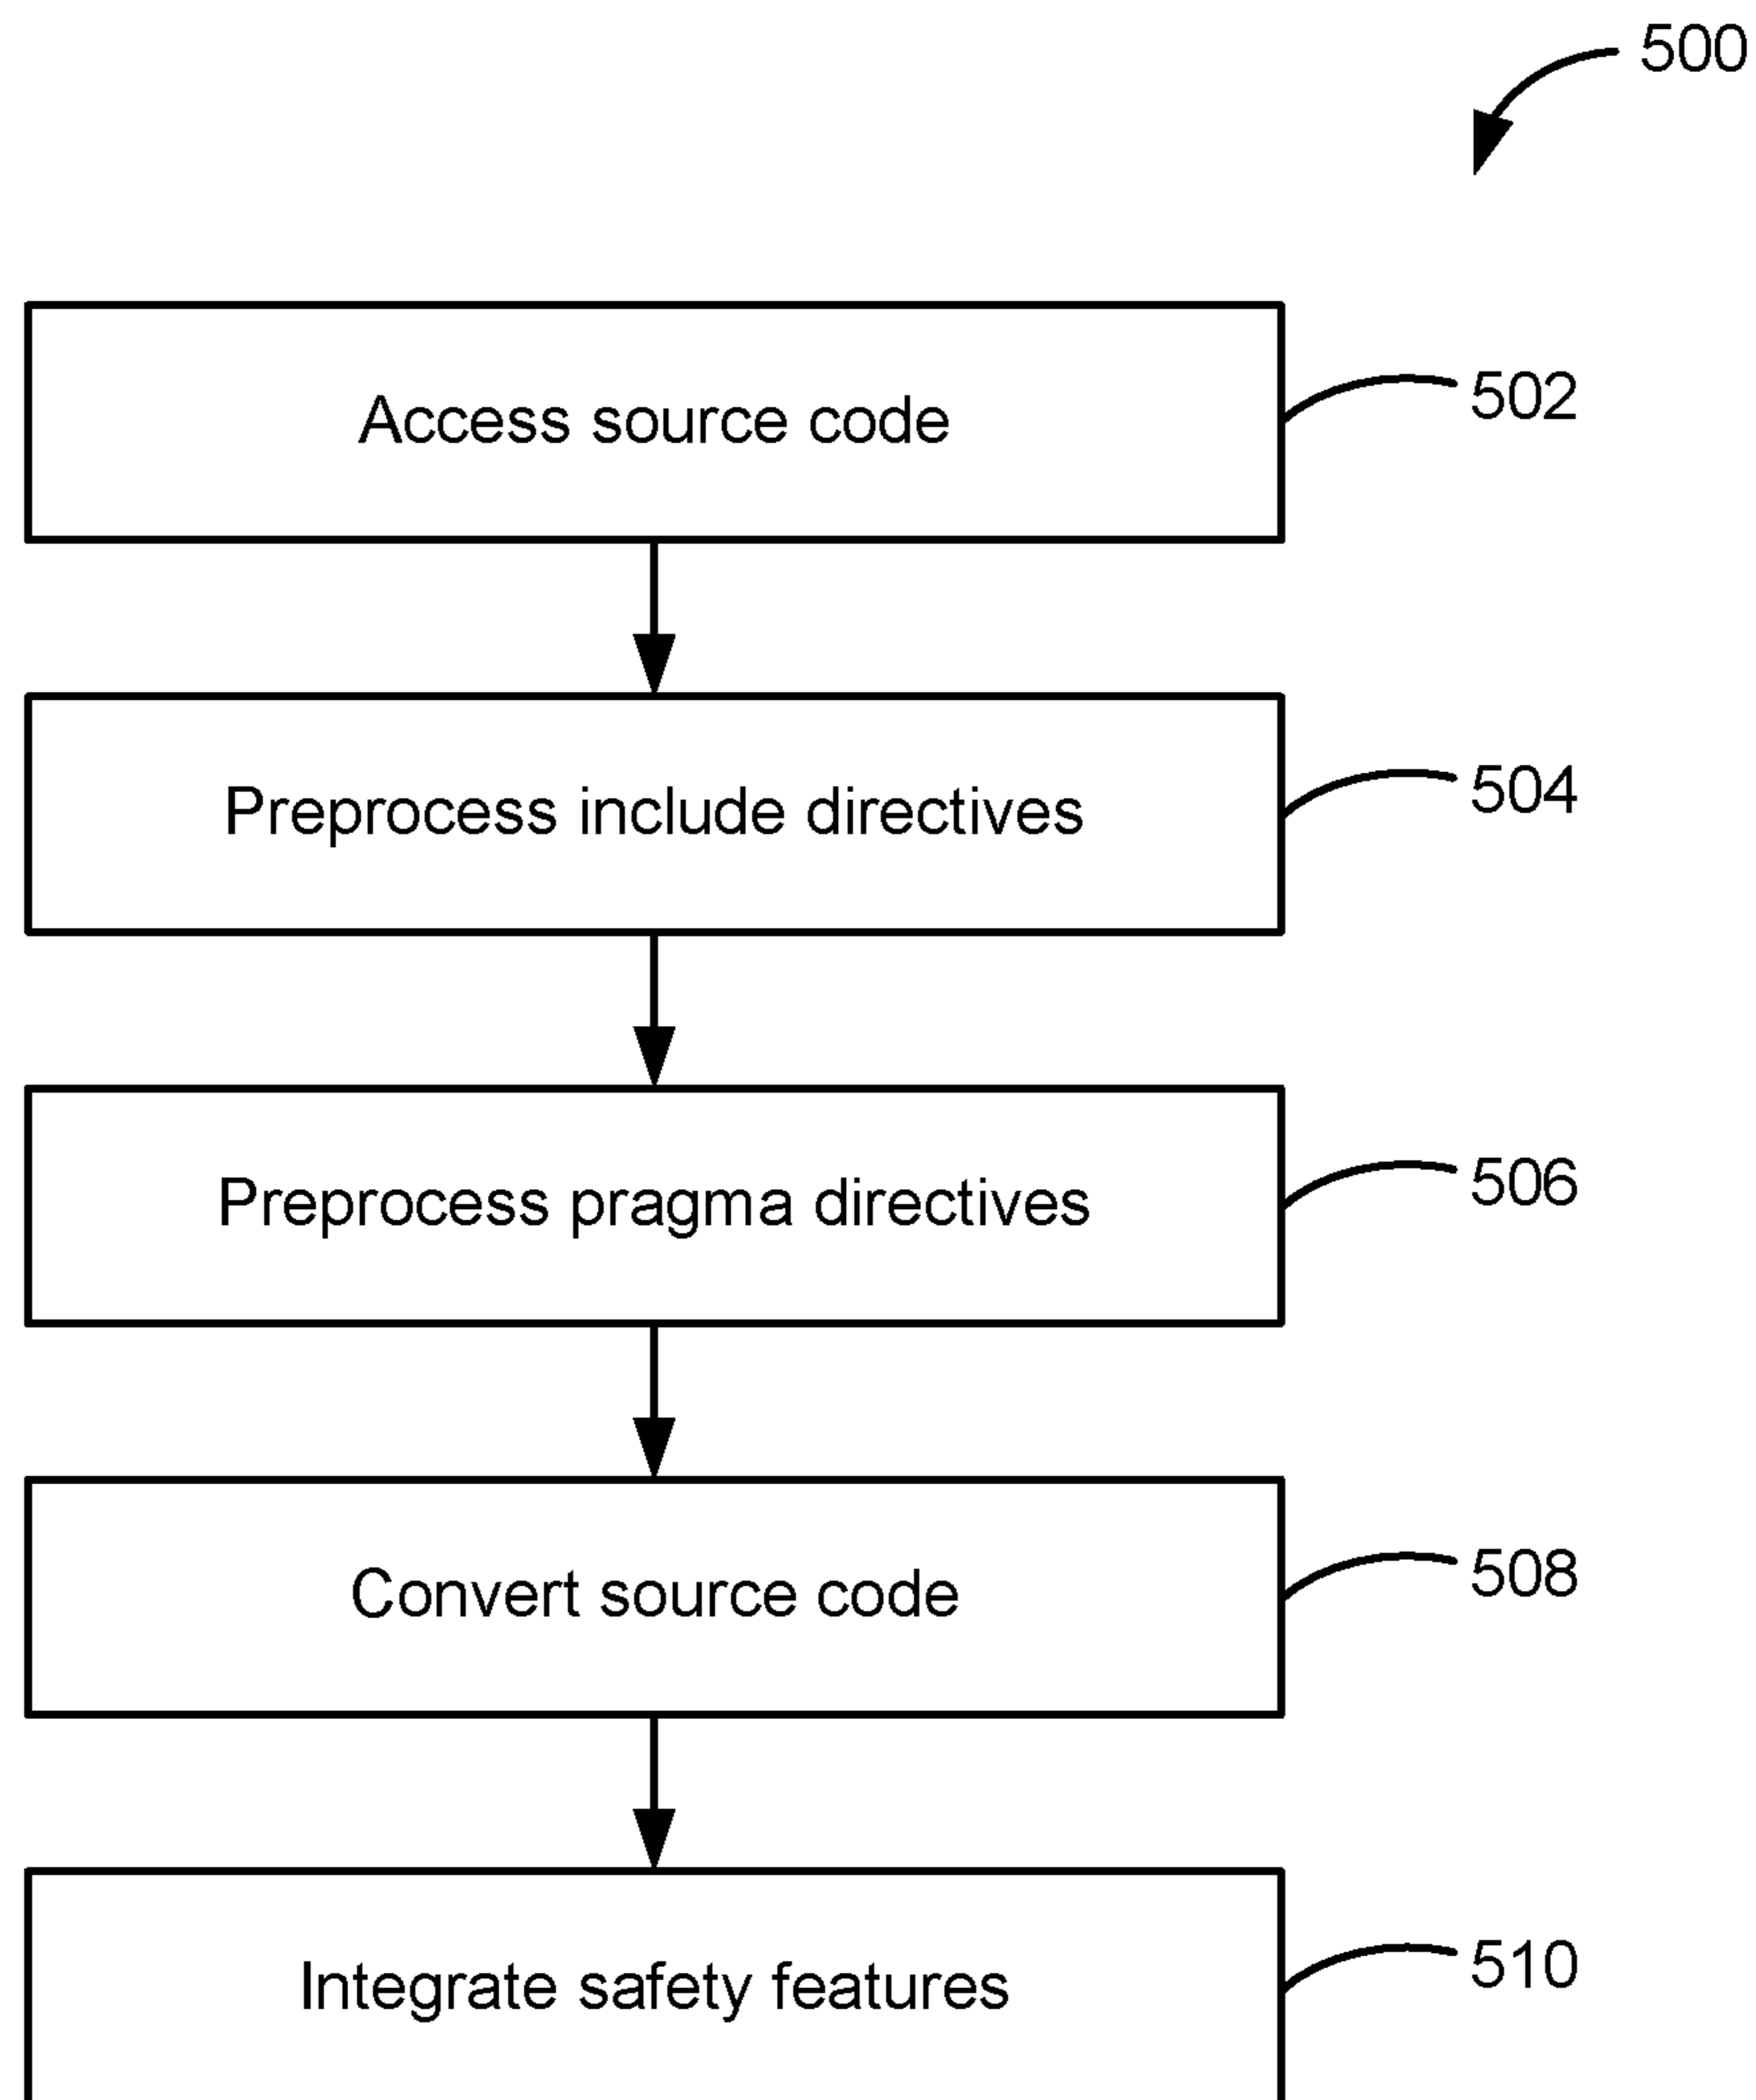 500
Access source code
502
Preprocess include directives
504
Preprocess pragma directives
506
Convert source code
508
Integrate safety features
510